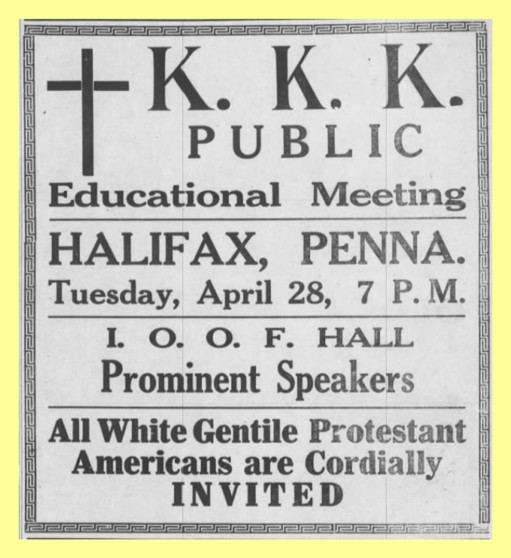 K. K. K.
PUBLIC
Educational Meeting
HALIFAX, PENNA.
Tuesday, April 28, 7 P. M.
I. O. O. F. HALL
Prominent Speakers
All White Gentile Protestant
Americans are Cordially
INVITED